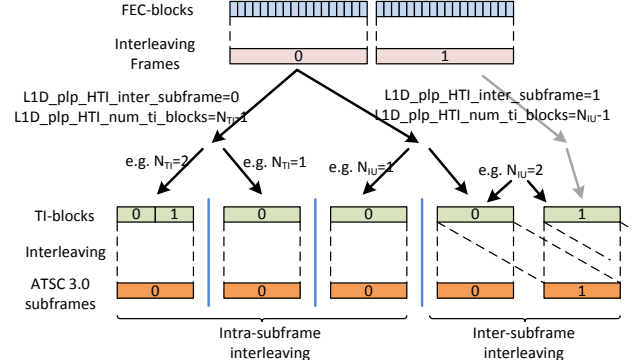 FEC-blocks
Interleaving
Frames
0
1
L1D_plp_HTI_inter_subframe=0
L1D_plp_HTI_num_ti_blocks=NTI-1
L1D_plp_HTI_inter_subframe=1
L1D_plp_HTI_num_ti_blocks=NIU-1
e.g. NTI=2
e.g. NTI=1
e.g. NIU=1
e.g. NIU=2
TI-blocks
0 1
0
0
0
1
Interleaving
ATSC 3.0
subframes
0
0
0
0
1
Intra-subframe
interleaving
Inter-subframe
interleaving